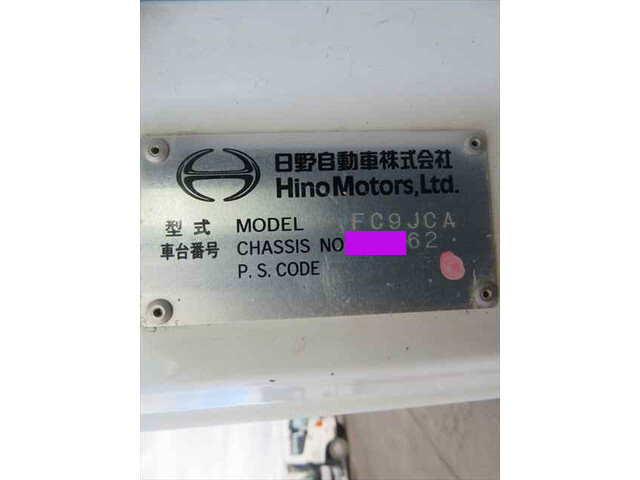 日野自動車株式会社
Hino Motors, Ltd.
型式 MODEL FC9JCA
車台番号 CHASSIS NO 62
P.S.CODE